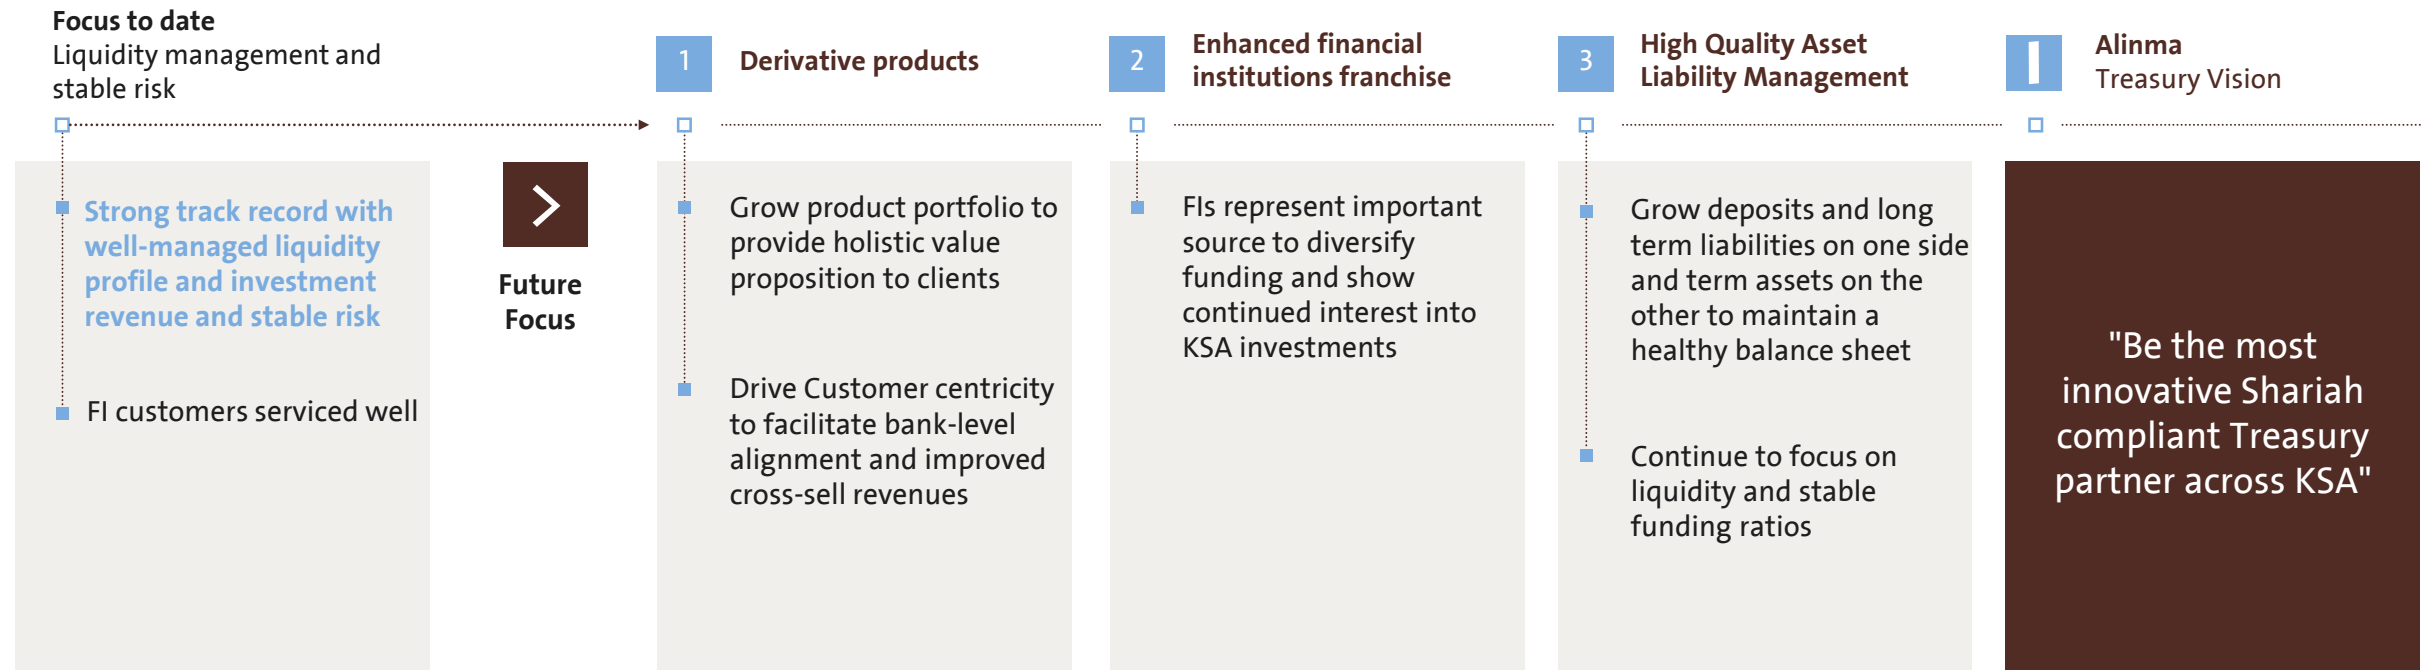 Focus to date
Liquidity management and
stable risk
Strong track record with
well-managed liquidity
profile and investment
revenue and stable risk
FI customers serviced well
Future
Focus
1
Derivative products
Grow product portfolio to
provide holistic value
proposition to clients
Drive Customer centricity
to facilitate bank-level
alignment and improved
cross-sell revenues
2
Enhanced financial
institutions franchise
FIs represent important
source to diversify
funding and show
continued interest into
KSA investments
3
High Quality Asset
Liability Management
Grow deposits and long
term liabilities on one side
and term assets on the
other to maintain a
healthy balance sheet
Continue to focus on
liquidity and stable
funding ratios
Alinma
Treasury Vision
"Be the most
innovative Shariah
compliant Treasury
partner across KSA"